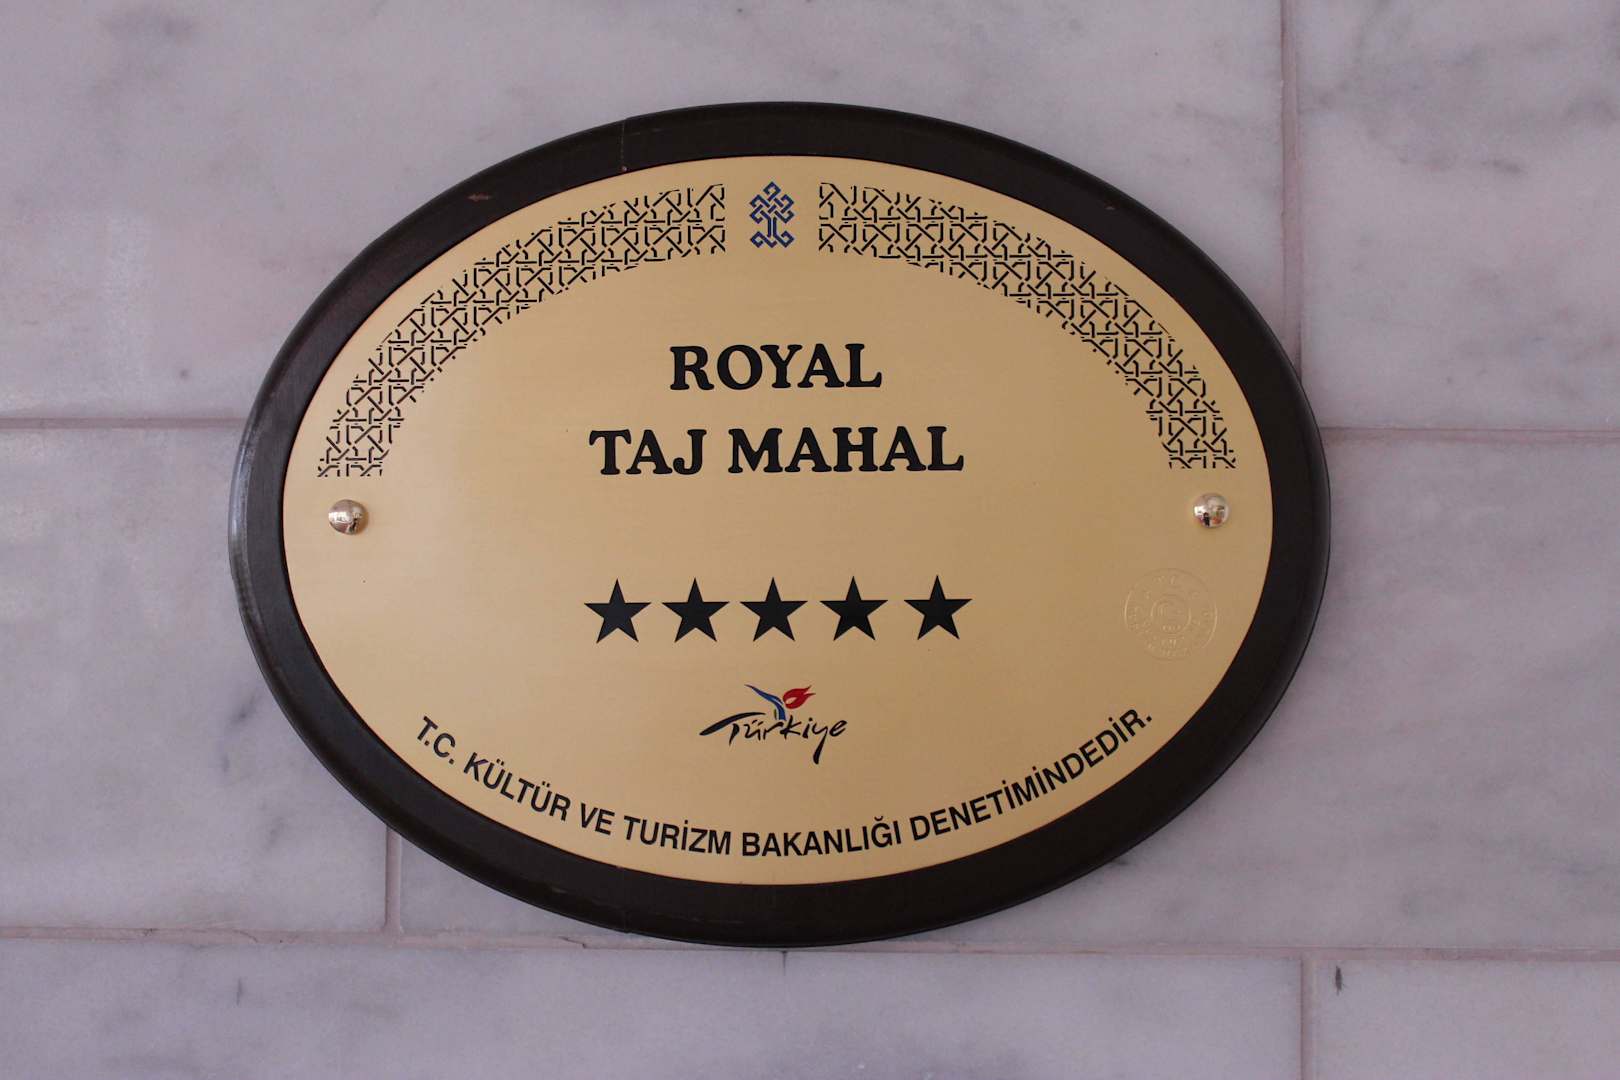 ROYAL
TAJ MAHAL
Türkiye
T.C. KÜLTÜR VE TURİZM BAKANLIĞI DENETİMİNDEDİR.